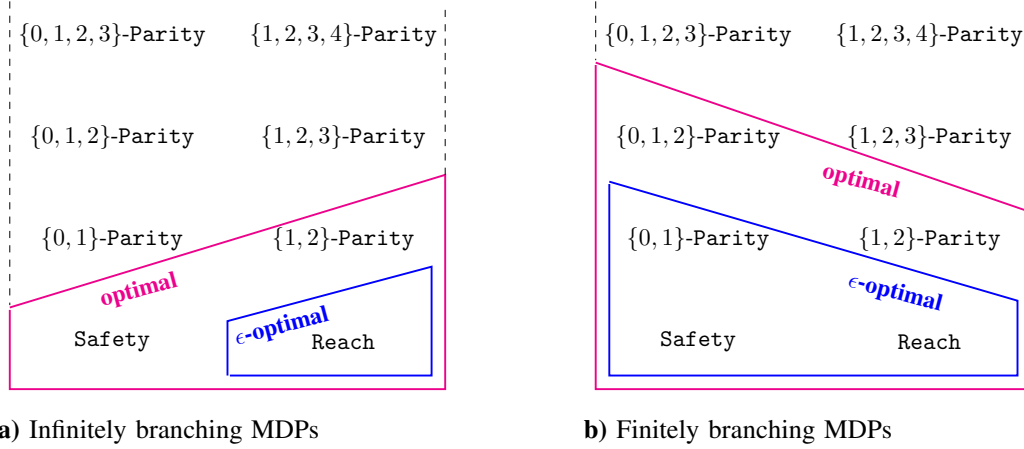 {0, 1, 2, 3}-Parity {1, 2, 3, 4}-Parity
{0, 1, 2}-Parity {1, 2, 3}-Parity
{0, 1}-Parity {1, 2}-Parity
optimal
ϵ-optimal
Safety Reach
a) Infinitely branching MDPs
{0, 1, 2, 3}-Parity {1, 2, 3, 4}-Parity
{0, 1, 2}-Parity {1, 2, 3}-Parity
optimal
{0, 1}-Parity {1, 2}-Parity
ϵ-optimal
Safety Reach
b) Finitely branching MDPs